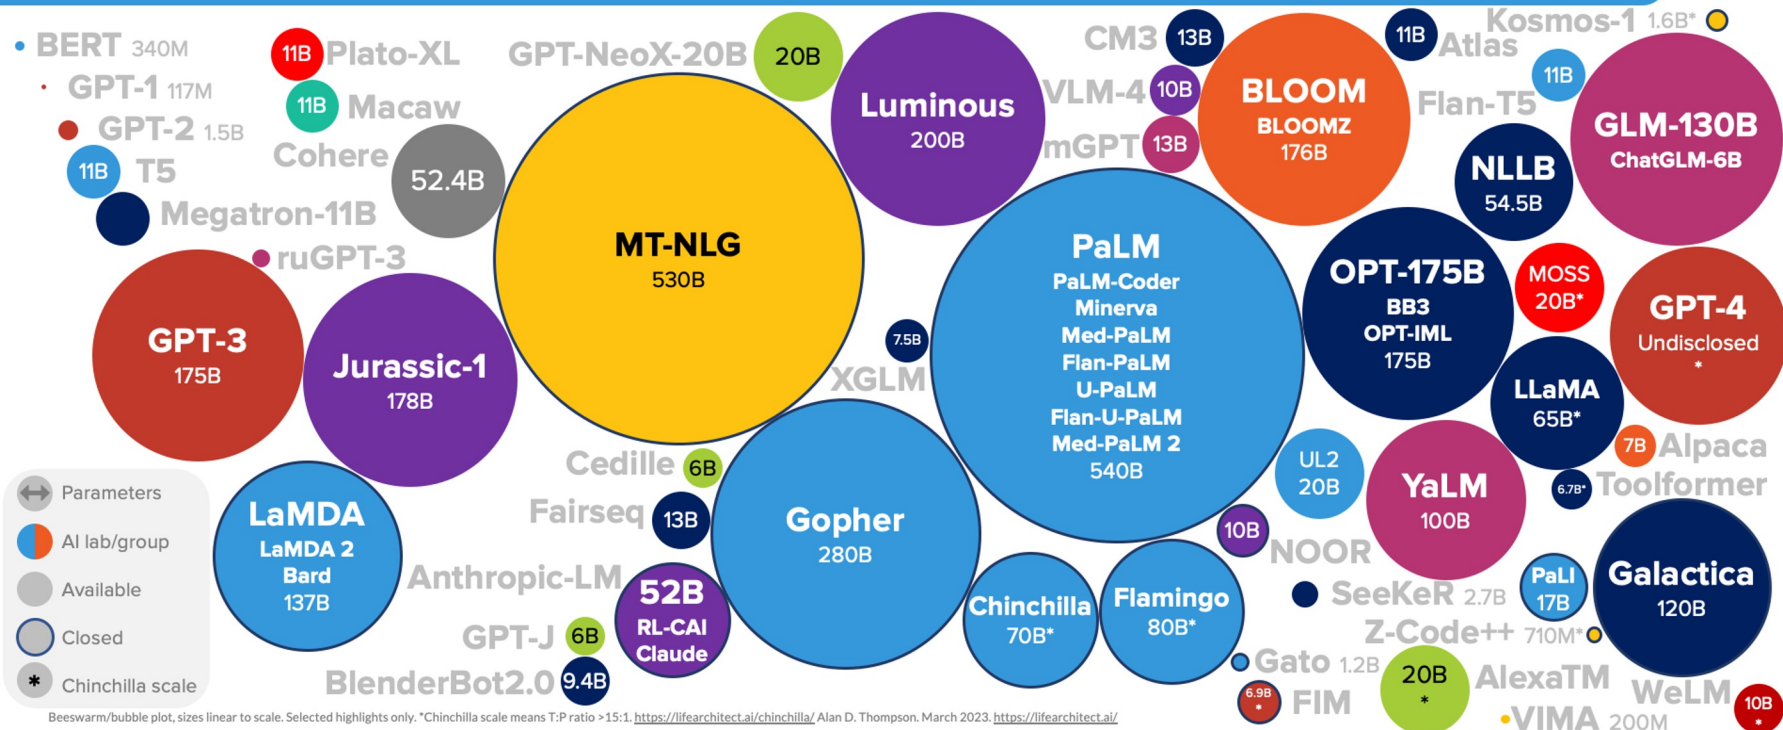 BERT 340M
GPT-1 117M
GPT-2 1.5B
11B T5
Megatron-11B
ruGPT-3
11B Plato-XL
11B Macaw
Cohere
52.4B
GPT-NeoX-20B 20B
Luminous
200B
CM3 13B
VLM-4 10B
mGPT 13B
BLOOM
BLOOMZ
176B
11B Atlas
Kosmos-1 1.6B*
11B
Flan-T5
GLM-130B
ChatGLM-6B
NLLB
54.5B
MT-NLG
530B
PaLM
PaLM-Coder
Minerva
Med-PaLM
Flan-PaLM
U-PaLM
Flan-U-PaLM
Med-PaLM 2
540B
OPT-175B
BB3
OPT-IML
175B
MOSS
20B*
GPT-4
Undisclosed
*
GPT-3
175B
Jurassic-1
178B
7.5B
XGLM
LLaMA
65B*
7B Alpaca
6.7B* Toolformer
Cedille 6B
Fairseq 13B
Gopher
280B
UL2
20B
YaLM
100B
10B
NOOR
LaMDA
LaMDA 2
Bard
137B
Anthropic-LM
52B
RL-CAI
Claude
GPT-J 6B
BlenderBot2.0 9.4B
Chinchilla
70B*
Flamingo
80B*
SeeKeR 2.7B
PaLI
17B
Galactica
120B
Z-Code++ 710M*
Gato 1.2B
6.9B
*
FIM
20B
*
AlexaTM
WeLM
10B
*
VIMA 200M
Parameters
AI lab/group
Available
Closed
* Chinchilla scale
Beeswarm/bubble plot, sizes linear to scale. Selected highlights only. *Chinchilla scale means T:P ratio >15:1. https://lifearchitect.ai/chinchilla/ Alan D. Thompson. March 2023. https://lifearchitect.ai/